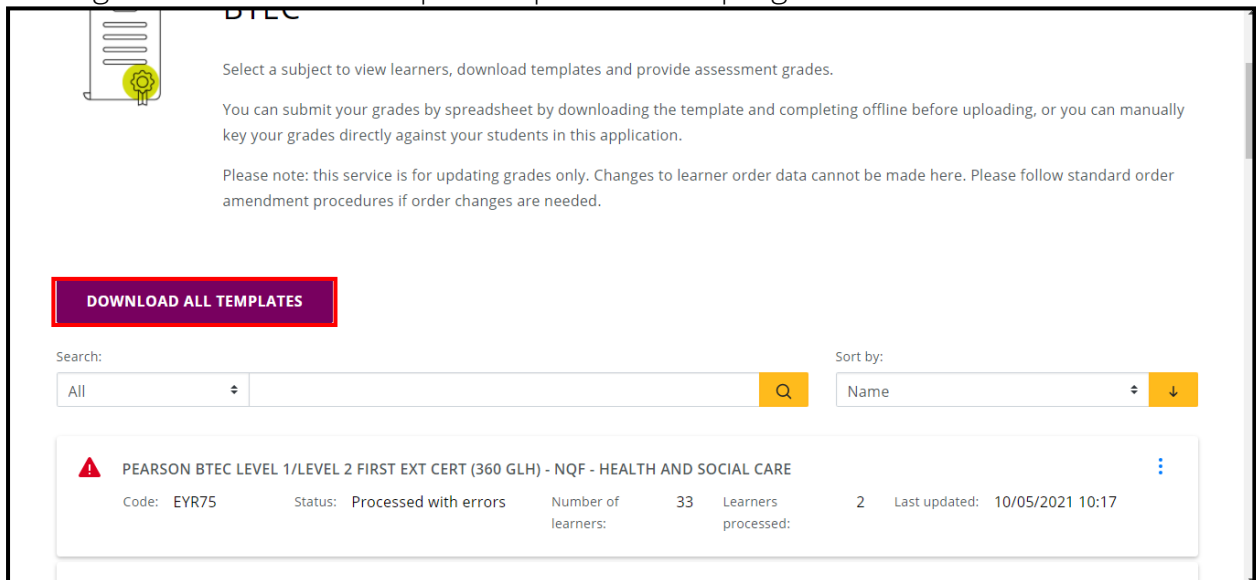 BTEC
Select a subject to view learners, download templates and provide assessment grades.
You can submit your grades by spreadsheet by downloading the template and completing offline before uploading, or you can manually
key your grades directly against your students in this application.
Please note: this service is for updating grades only. Changes to learner order data cannot be made here. Please follow standard order
amendment procedures if order changes are needed.
DOWNLOAD ALL TEMPLATES
Search: Sort by:
All Name
PEARSON BTEC LEVEL 1/LEVEL 2 FIRST EXT CERT (360 GLH) - NQF - HEALTH AND SOCIAL CARE
Code: EYR75 Status: Processed with errors Number of 33 Learners 2 Last updated: 10/05/2021 10:17
learners: processed: